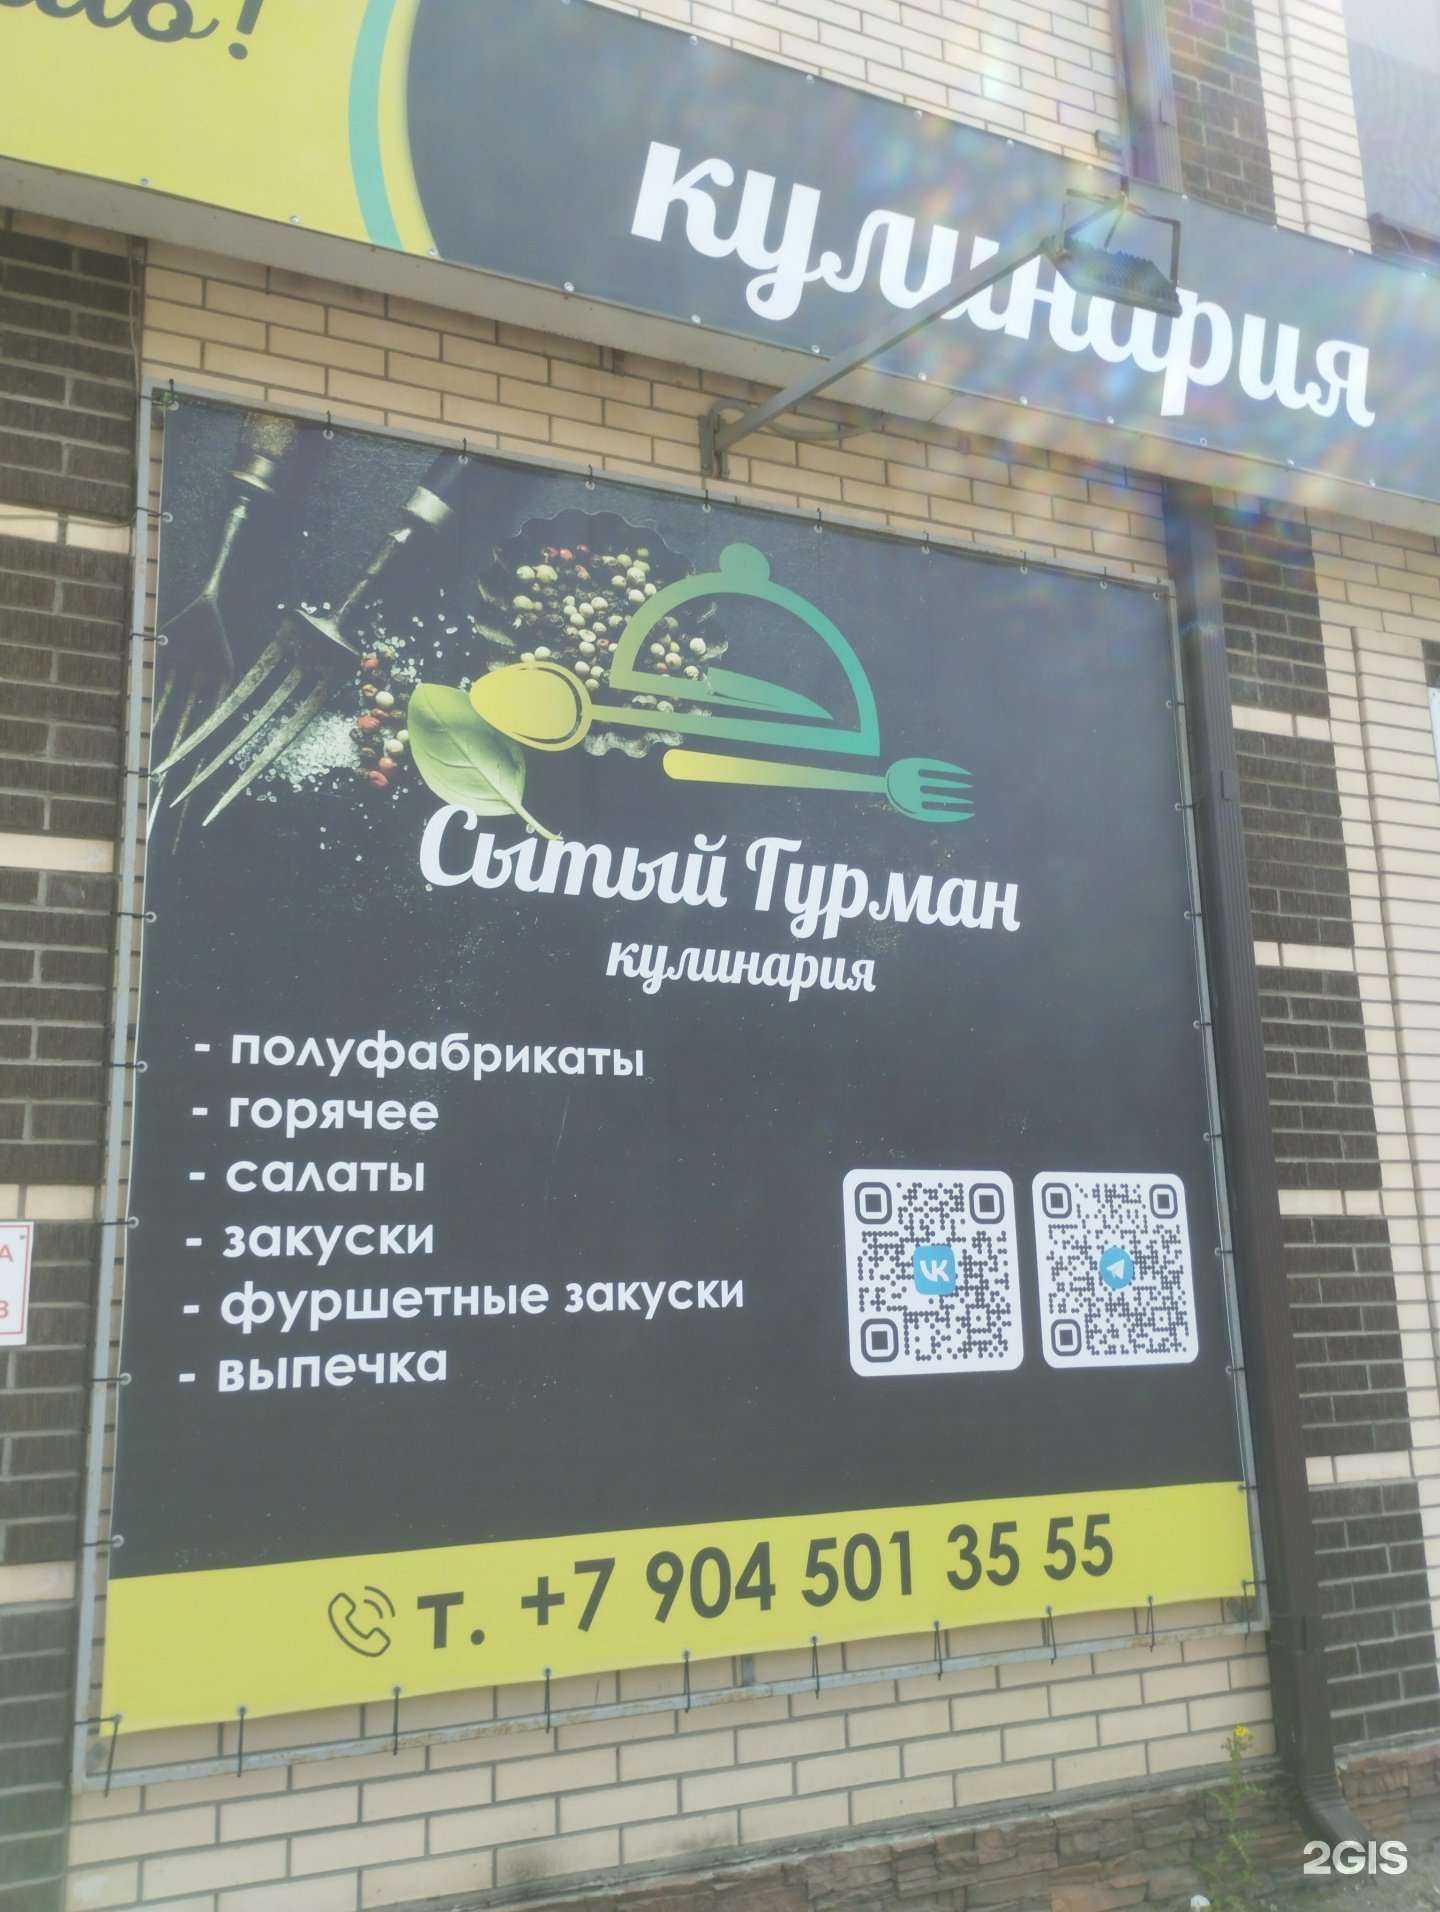 кулинария
Сытый Гурман
кулинария
- полуфабрикаты
- горячее
- салаты
- закуски
- фуршетные закуски
- выпечка
т. +7 904 501 35 55
2GIS